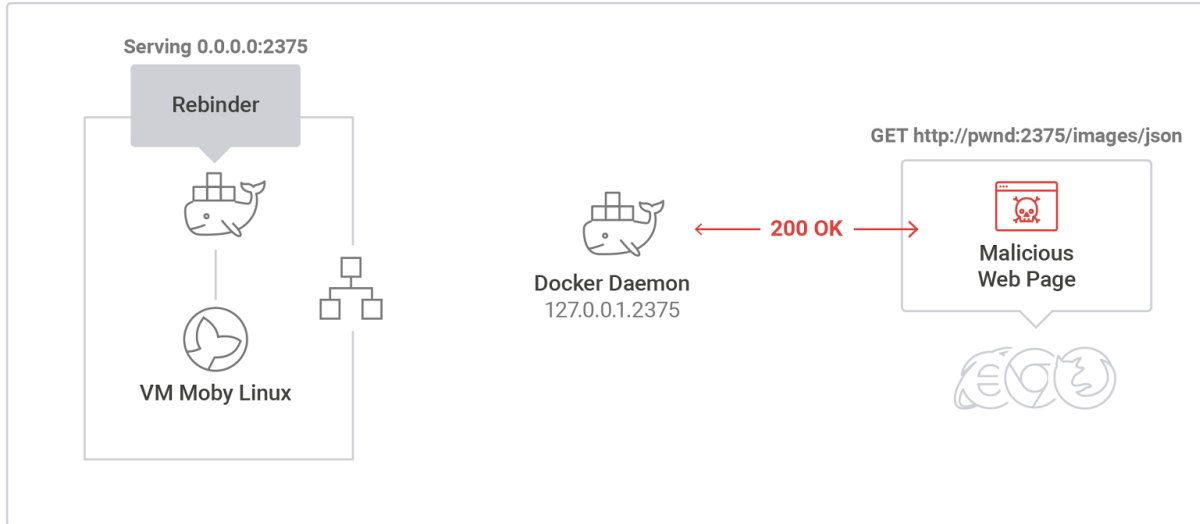 Serving 0.0.0.0:2375
Rebinder
VM Moby Linux
Docker Daemon
127.0.0.1.2375
200 OK
GET http://pwnd:2375/images/json
Malicious
Web Page